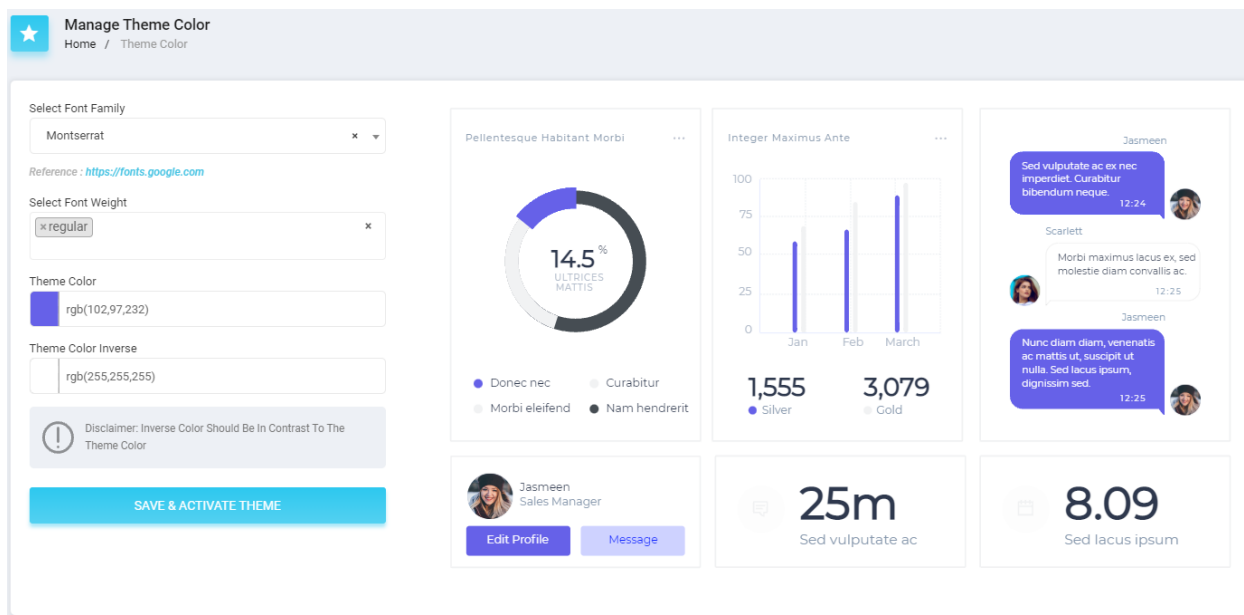 Manage Theme Color
Home / Theme Color
Select Font Family
Montserrat × 
Reference : https://fonts.google.com
Select Font Weight
×regular ×
Theme Color
rgb(102,97,232)
Theme Color Inverse
rgb(255,255,255)
Disclaimer: Inverse Color Should Be In Contrast To The
Theme Color
SAVE & ACTIVATE THEME
Pellentesque Habitant Morbi ...
14.5 %
ULTRICES
MATTIS
Donec nec
Curabitur
Morbi eleifend
Nam hendrerit
Integer Maximus Ante ...
100
75
50
25
0
Jan Feb March
1,555 3,079
Silver Gold
Jasmeen
Sed vulputate ac ex nec
imperdiet. Curabitur
bibendum neque.
12:24
Scarlett
Morbi maximus lacus ex, sed
molestie diam convallis ac.
12:25
Jasmeen
Nunc diam diam, venenatis
ac mattis ut, suscipit ut
nulla. Sed lacus ipsum,
dignissim sed.
12:25
Jasmeen
Sales Manager
Edit Profile Message
25m
Sed vulputate ac
8.09
Sed lacus ipsum